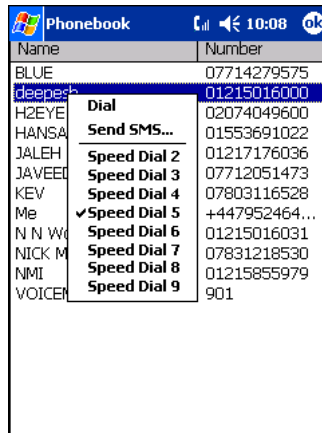 Phonebook 10:08 ok
Name Number
BLUE 07714279575
deepesh 01215016000
H2EYE 02074049600
HANSA 01553691022
JALEH 01217176036
JAVEED 07712051473
KEV 07803116528
Me +447952464...
N N 01215016031
NICK M 07831218530
NMI 01215855979
901
Dial
Send SMS...
Speed Dial 2
Speed Dial 3
Speed Dial 4
✓Speed Dial 5
Speed Dial 6
Speed Dial 7
Speed Dial 8
Speed Dial 9